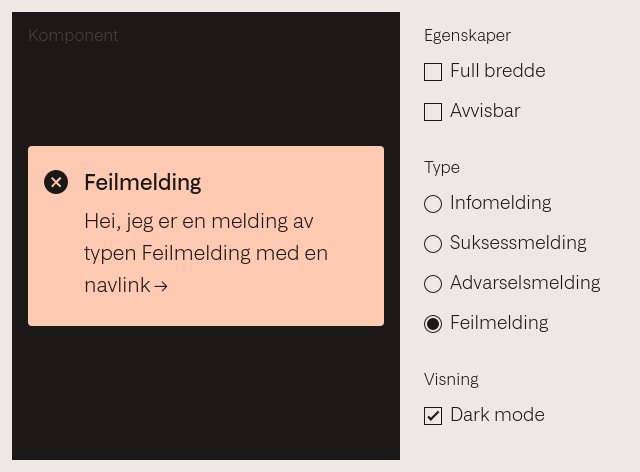 Komponent
Feilmelding
Hei, jeg er en melding av
typen Feilmelding med en
navlink →
Egenskaper
Full bredde
Avvisbar
Type
Infomelding
Suksessmelding
Advarselsmelding
Feilmelding
Visning
Dark mode